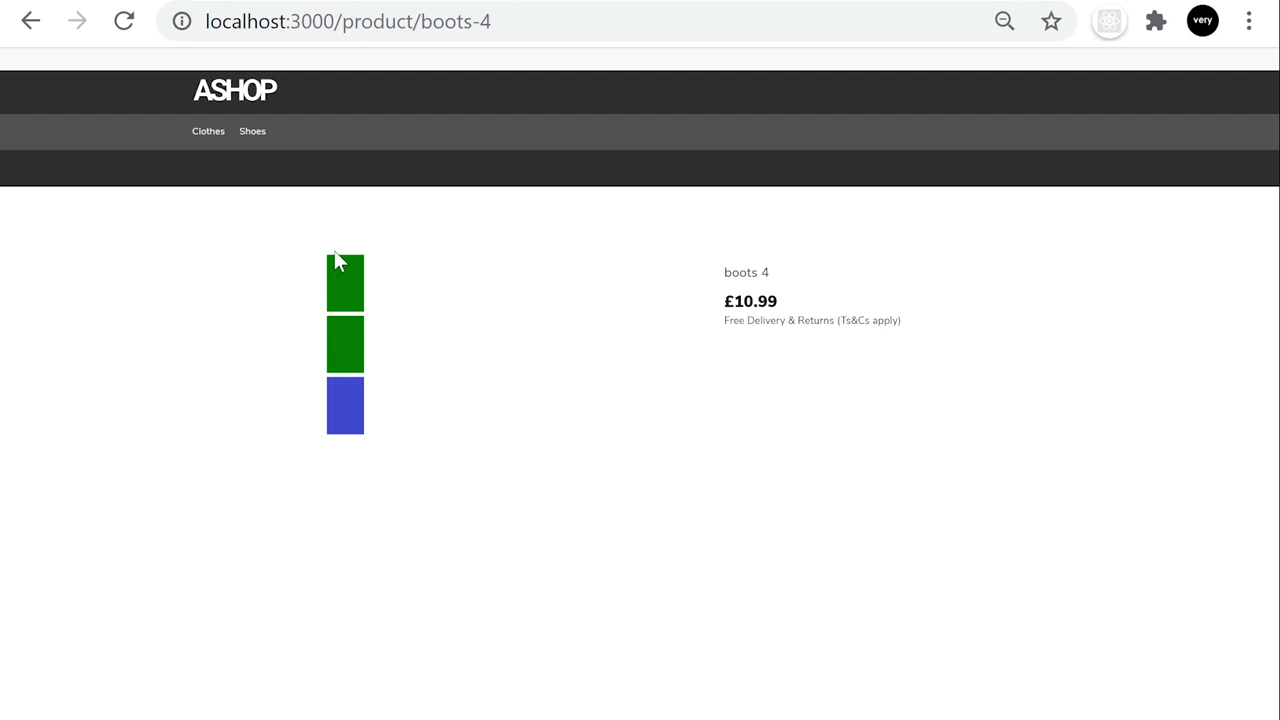 localhost:3000/product/boots-4
very
ASHOP
Clothes Shoes
boots 4
£10.99
Free Delivery & Returns (Ts&Cs apply)